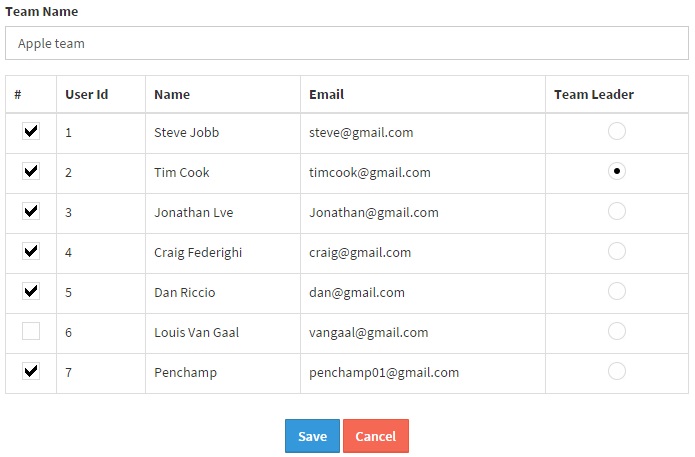 Team Name
Apple team
# User Id Name Email Team Leader
1 Steve Jobb steve@gmail.com
2 Tim Cook timcook@gmail.com
3 Jonathan Lve Jonathan@gmail.com
4 Craig Federighi craig@gmail.com
5 Dan Riccio dan@gmail.com
6 Louis Van Gaal vangaal@gmail.com
7 Penchamp penchamp01@gmail.com
Save Cancel